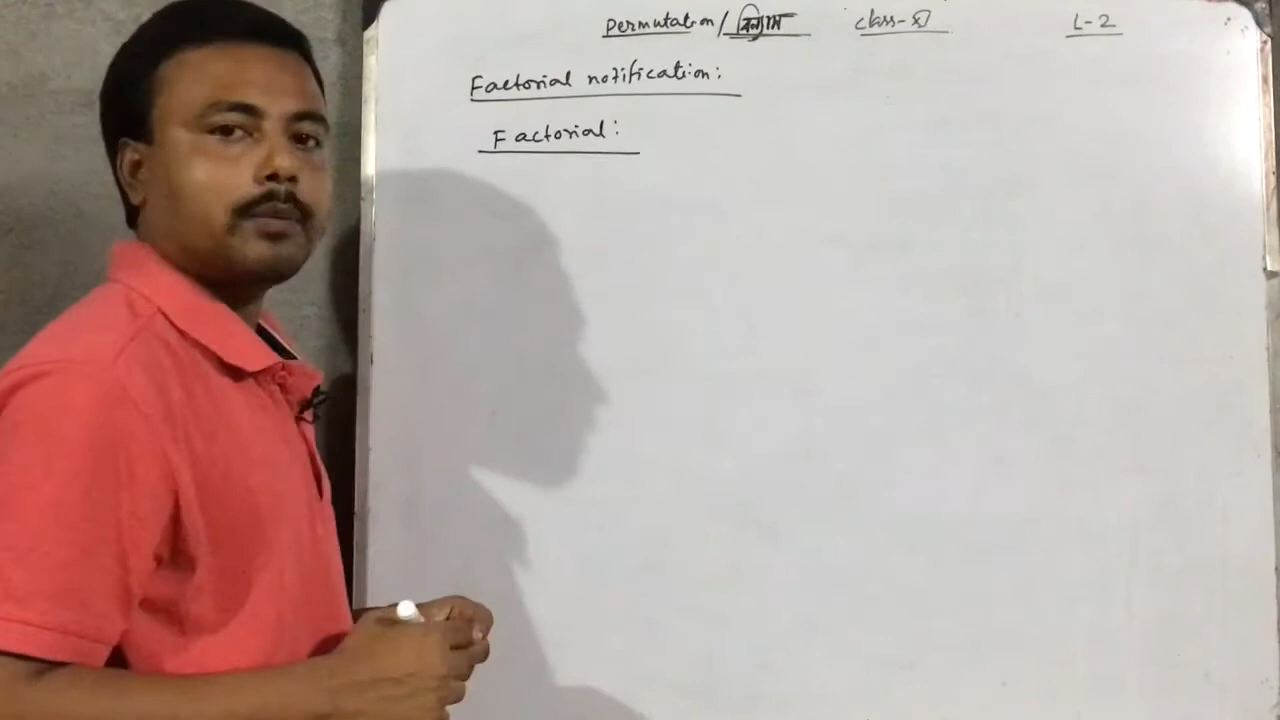 Permutation/বিন্যাস class-XI L-2
Factorial notification:
Factorial: